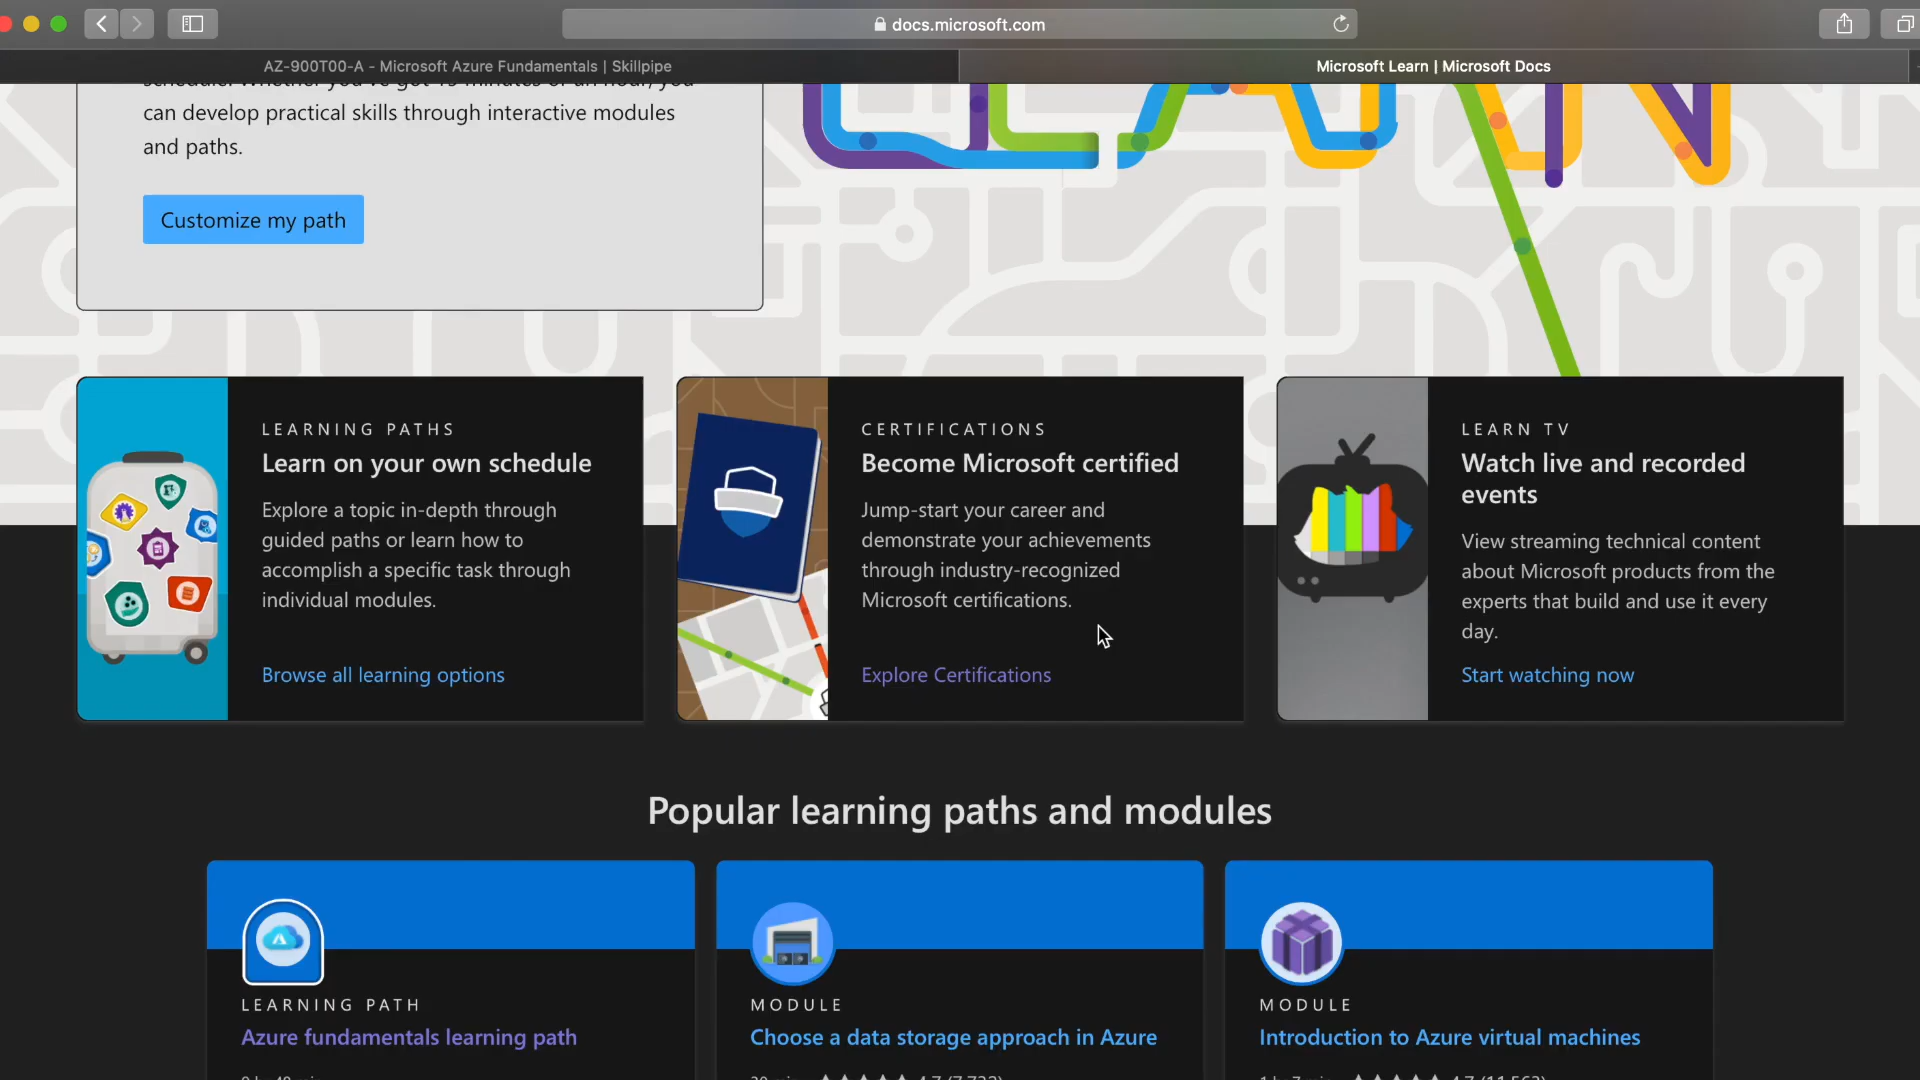 docs.microsoft.com
AZ-900T00-A - Microsoft Azure Fundamentals | Skillpipe
Microsoft Learn | Microsoft Docs
can develop practical skills through interactive modules
and paths.
Customize my path
LEARNING PATHS
Learn on your own schedule
Explore a topic in-depth through
guided paths or learn how to
accomplish a specific task through
individual modules.
Browse all learning options
CERTIFICATIONS
Become Microsoft certified
Jump-start your career and
demonstrate your achievements
through industry-recognized
Microsoft certifications.
Explore Certifications
LEARN TV
Watch live and recorded
events
View streaming technical content
about Microsoft products from the
experts that build and use it every
day.
Start watching now
Popular learning paths and modules
LEARNING PATH
Azure fundamentals learning path
MODULE
Choose a data storage approach in Azure
MODULE
Introduction to Azure virtual machines